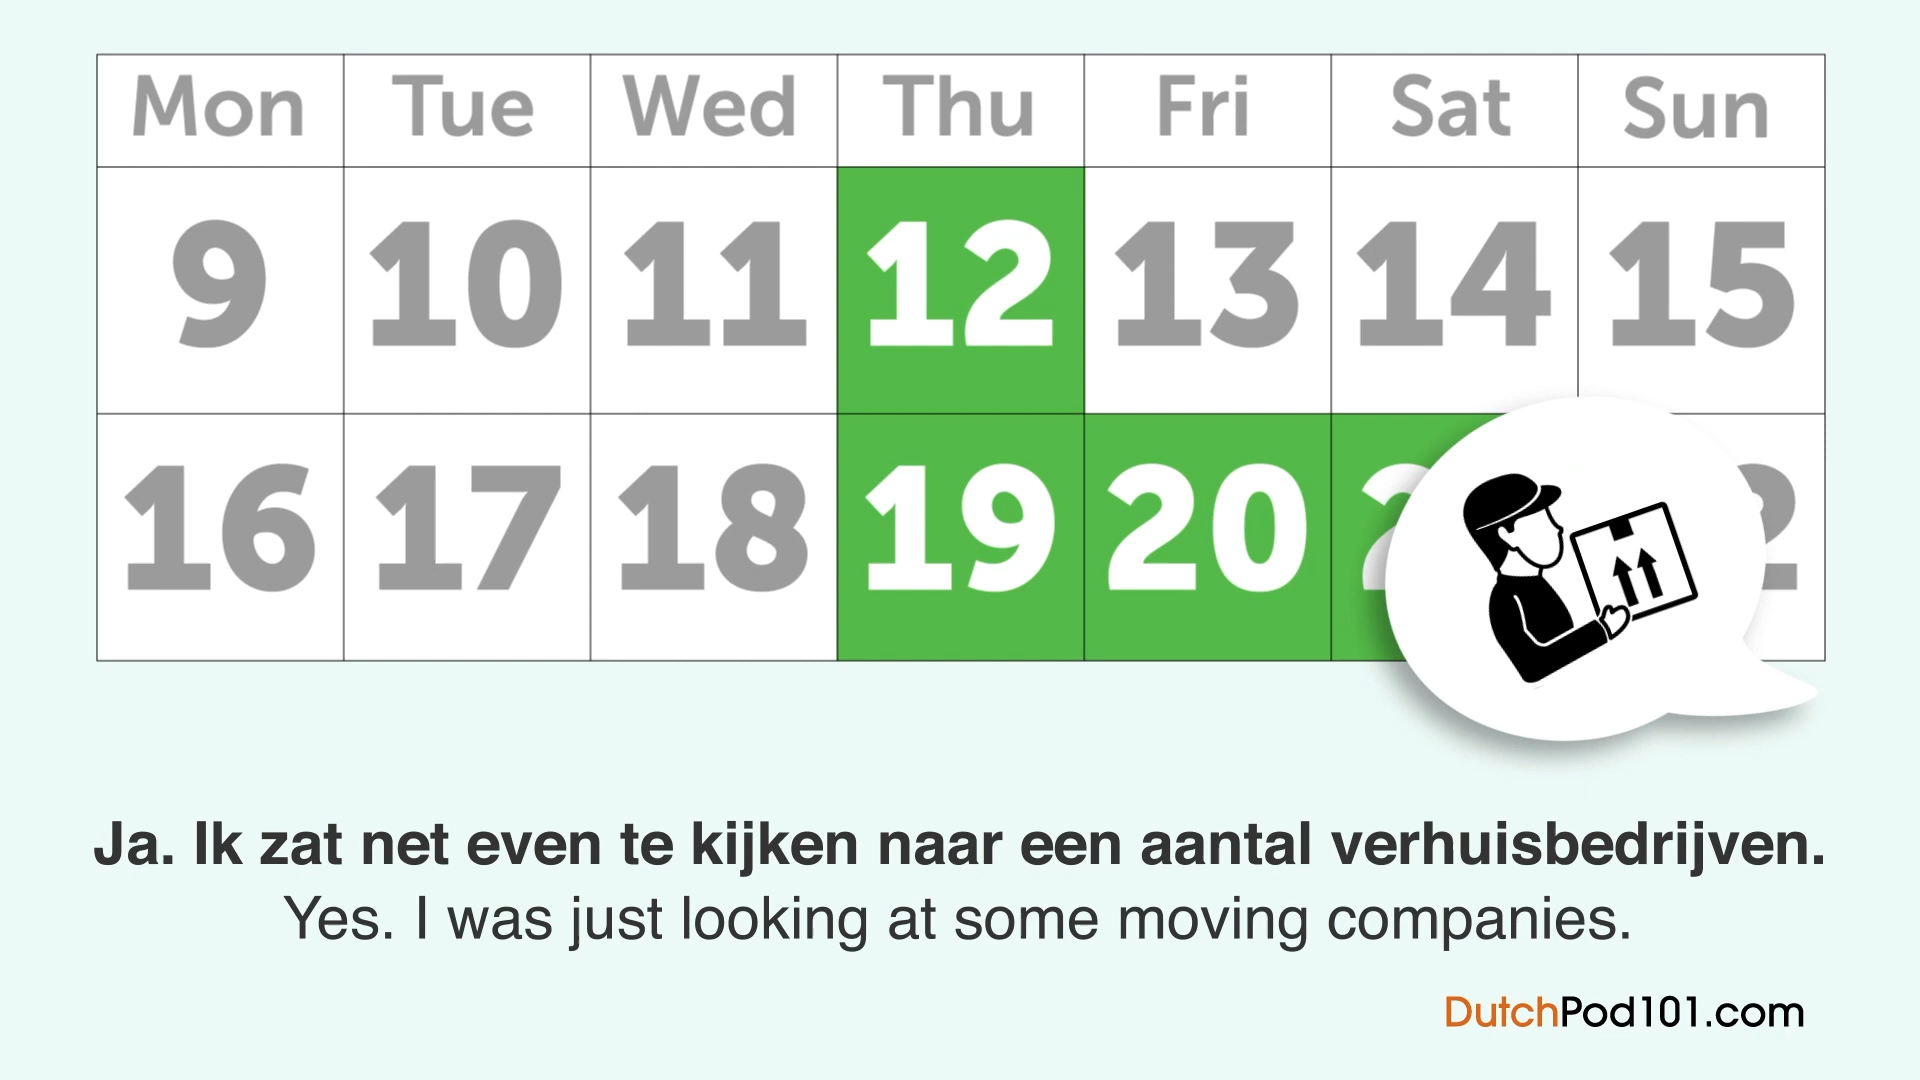 Mon Tue Wed Thu Fri Sat Sun
9 10 11 12 13 14 15
16 17 18 19 20
Ja. Ik zat net even te kijken naar een aantal verhuisbedrijven.
Yes. I was just looking at some moving companies.
DutchPod101.com